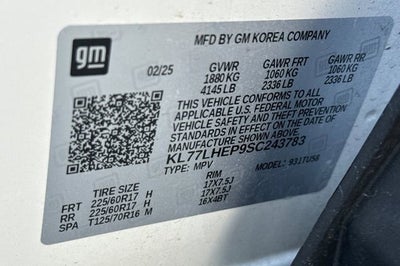 MFD BY GM KOREA COMPANY
gm
02/25 GVWR GAWR FRT GAWR RR
1880 KG 1060 KG 1060 KG
4145 LB 2336 LB 2336 LB
THIS VEHICLE CONFORMS TO ALL
APPLICABLE U.S. FEDERAL MOTOR
VEHICLE SAFETY AND THEFT PREVENTION
STANDARDS IN EFFECT ON THE DATE OF
MANUFACTURE SHOWN ABOVE.
KL77LHEP9SC243783
TYPE: MPV 931TUS8
TIRE SIZE RIM
FRT 225/60R17 H 17X7.5J
RR 225/60R17 H 17X7.5J
SPA T125/70R16 M 16X4BT